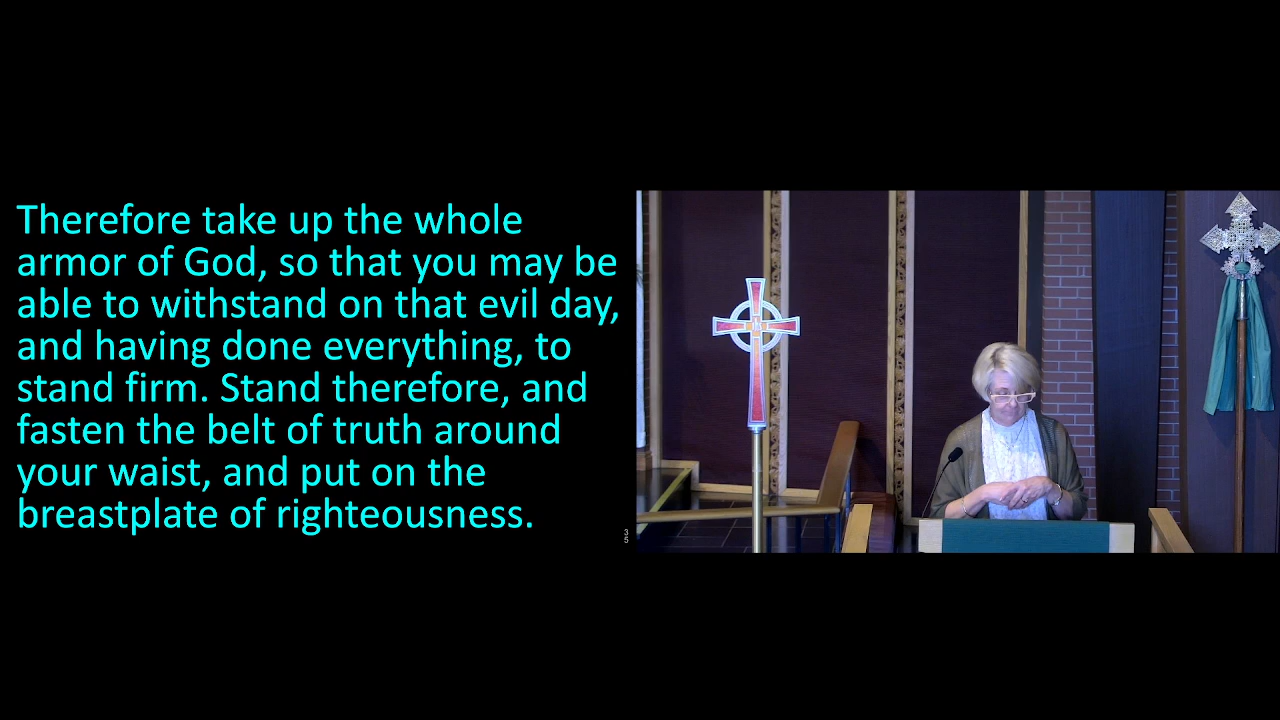 Therefore take up the whole
armor of God, so that you may be
able to withstand on that evil day,
and having done everything, to
stand firm. Stand therefore, and
fasten the belt of truth around
your waist, and put on the
breastplate of righteousness.